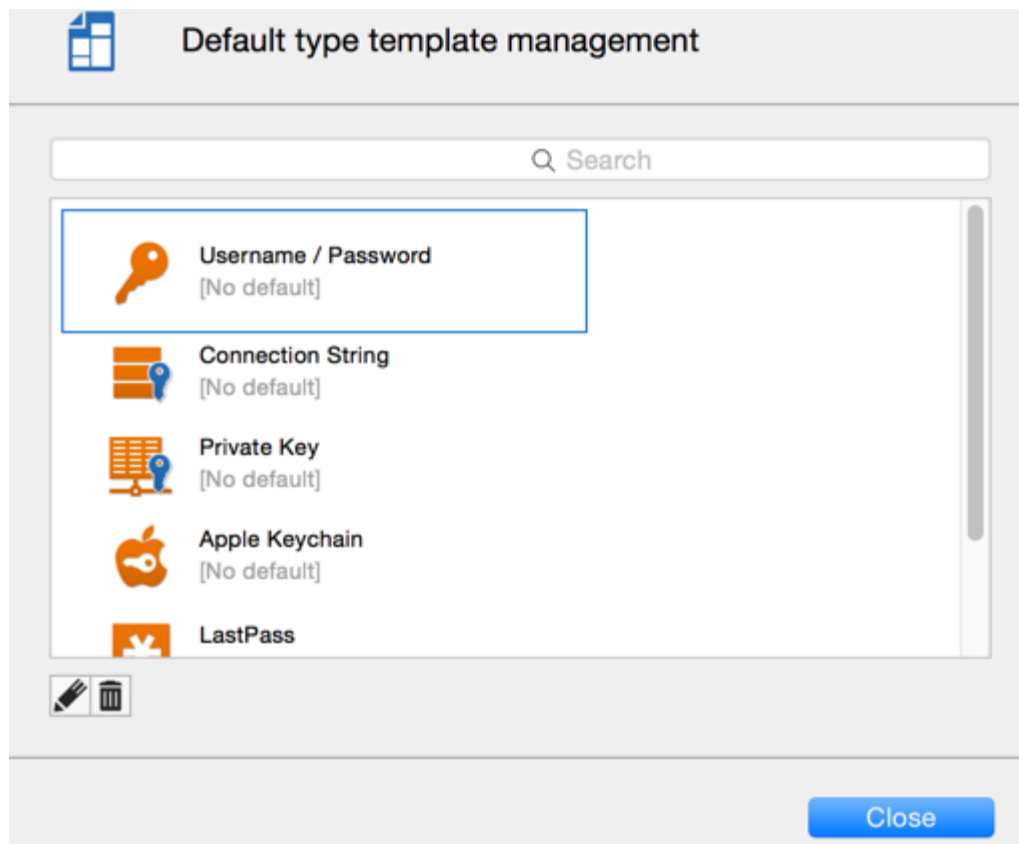 Default type template management
Search
Username / Password
[No default]
Connection String
[No default]
Private Key
[No default]
Apple Keychain
[No default]
LastPass
Close